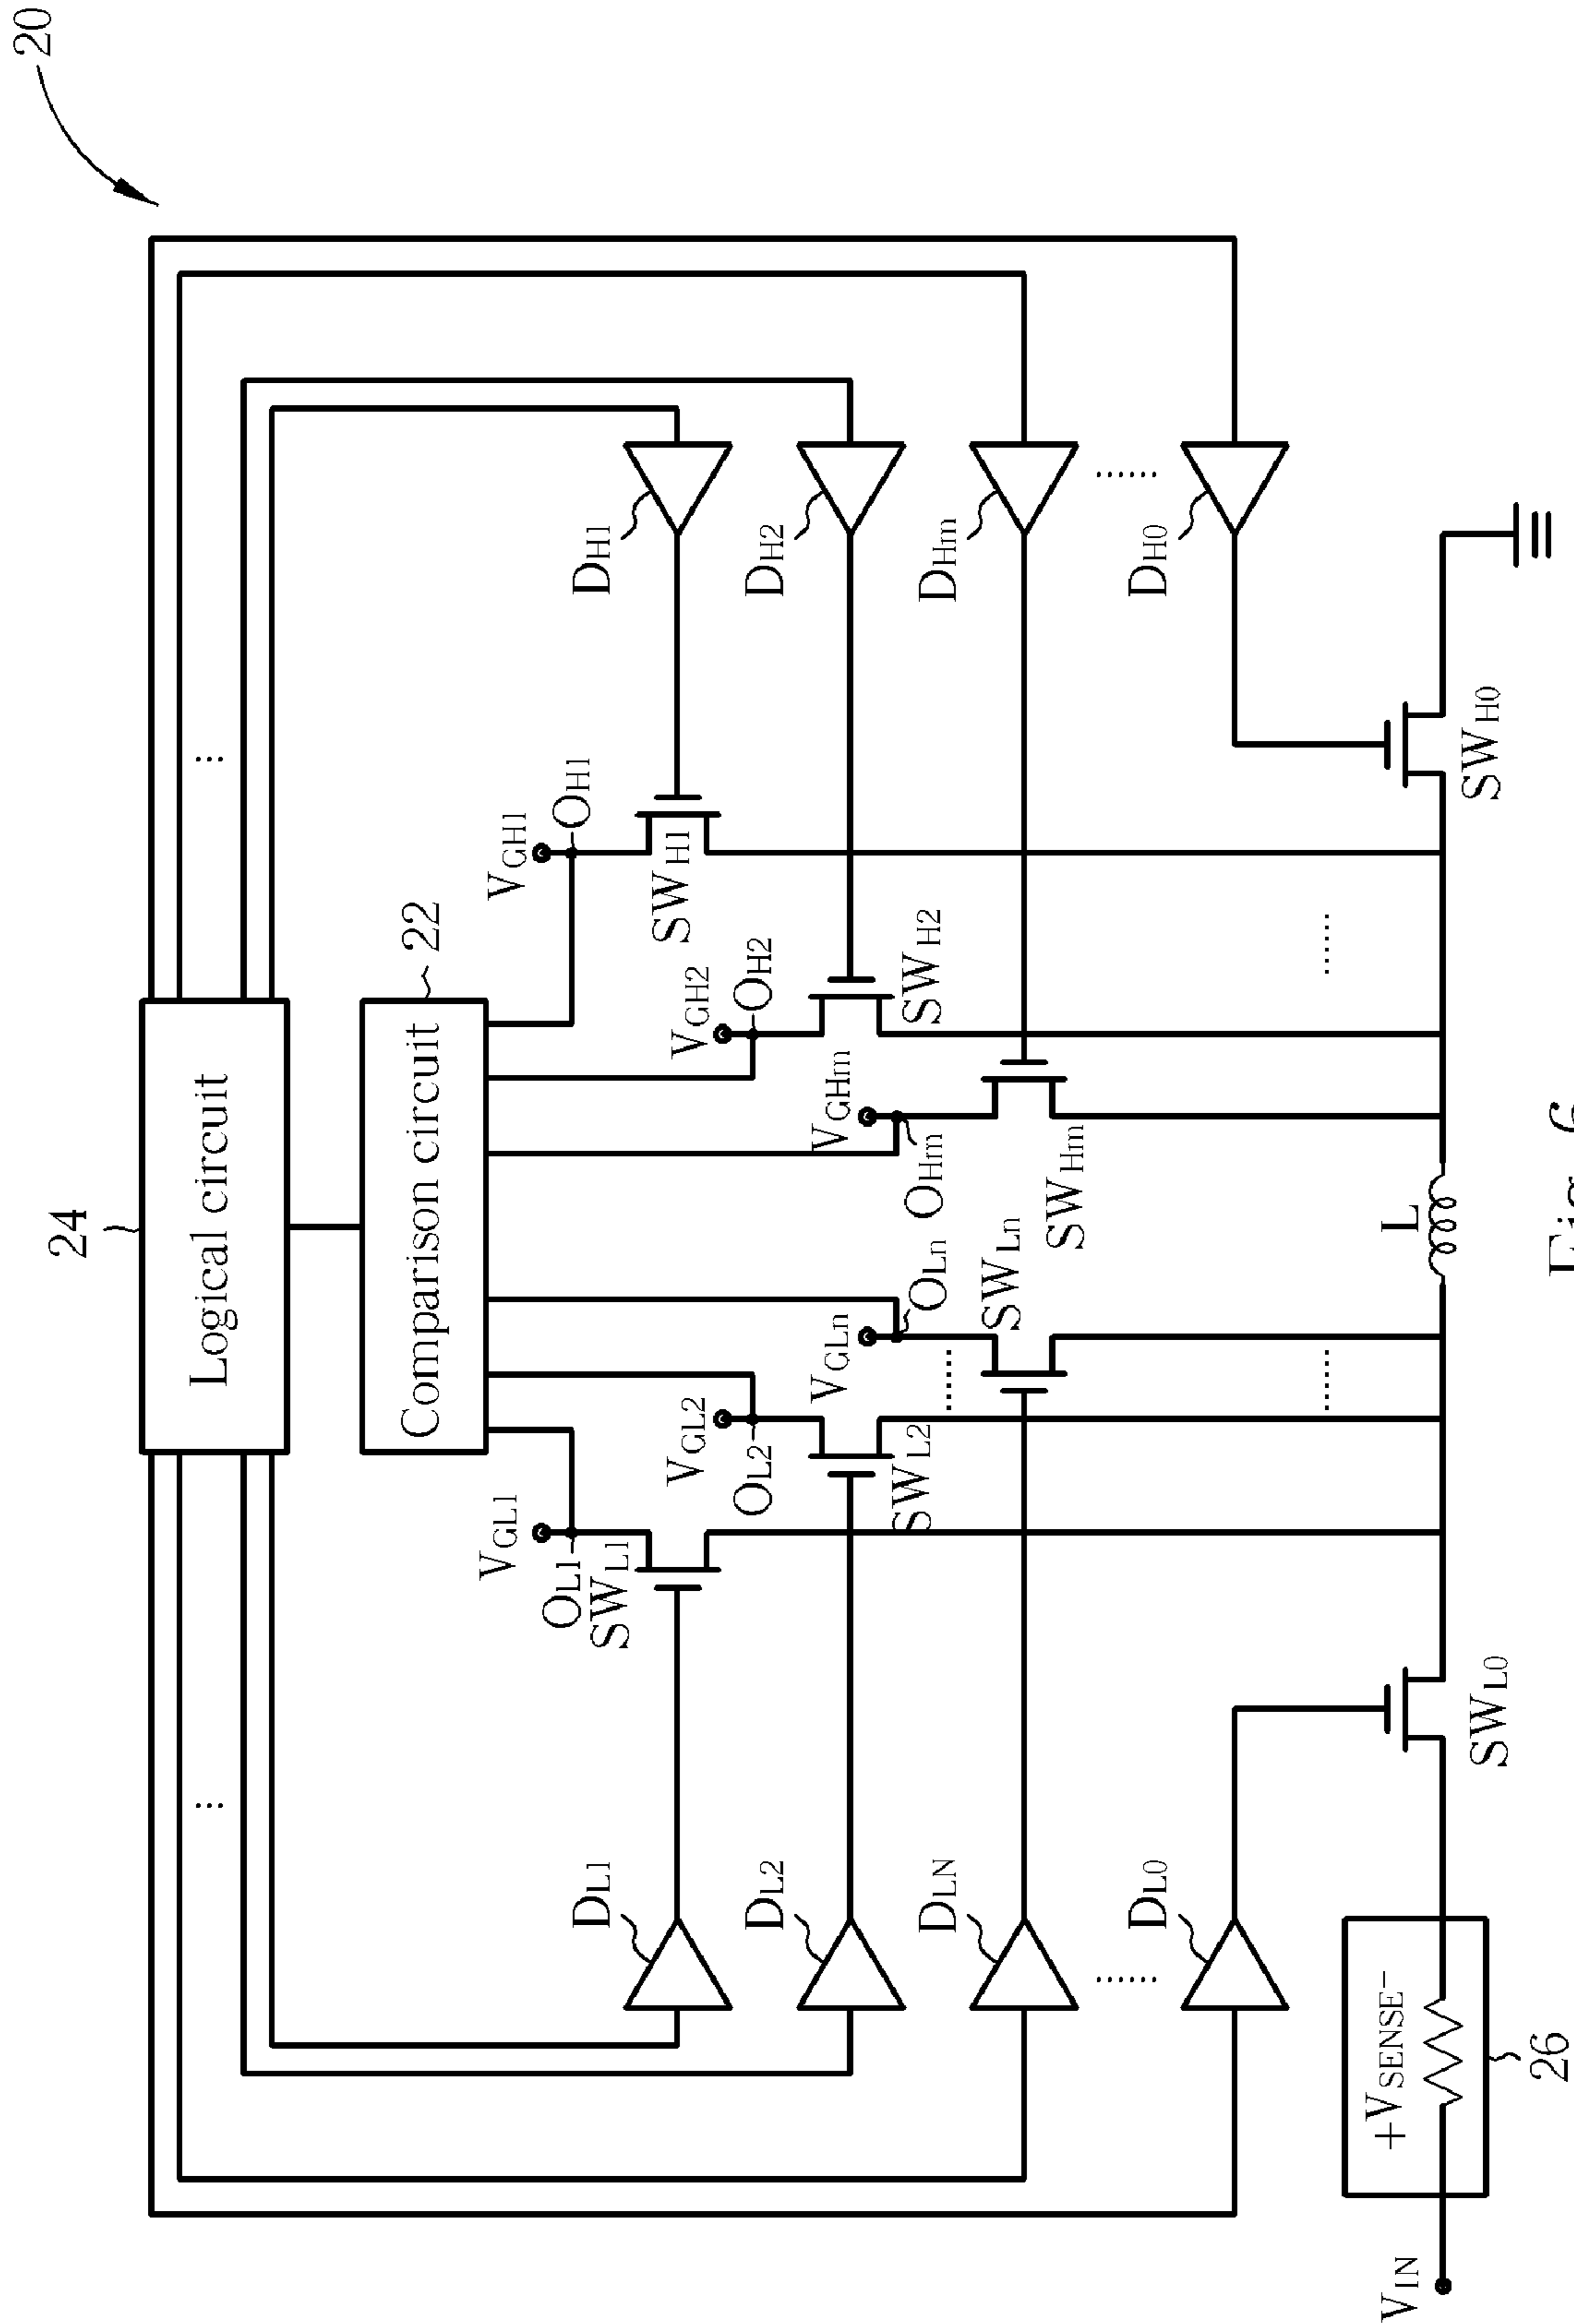 20
24
Logical circuit
Comparison circuit
22
VGL1
OL1
SWL1
VGL2
OL2
SWL2
VGLn
OLn
SWLn
VGHm
OHm
SWHm
VGH2
OH2
SWH2
VGH1
OH1
SWH1
DL1
DL2
DLN
DL0
DH1
DH2
DHm
DH0
VIN
+VSENSE-
26
SWL0
L
SWH0
Fig. 6